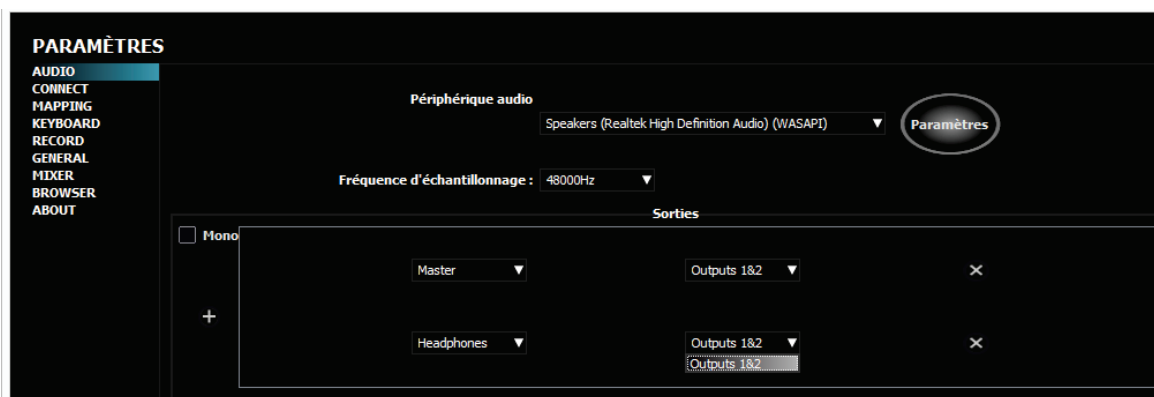 PARAMÈTRES
AUDIO
CONNECT
MAPPING
KEYBOARD
RECORD
GENERAL
MIXER
BROWSER
ABOUT
Périphérique audio
Speakers (Realtek High Definition Audio) (WASAPI)
Paramètres
Fréquence d'échantillonnage : 48000Hz
Sorties
Mono
Master Outputs 1&2
Headphones Outputs 1&2
Outputs 1&2